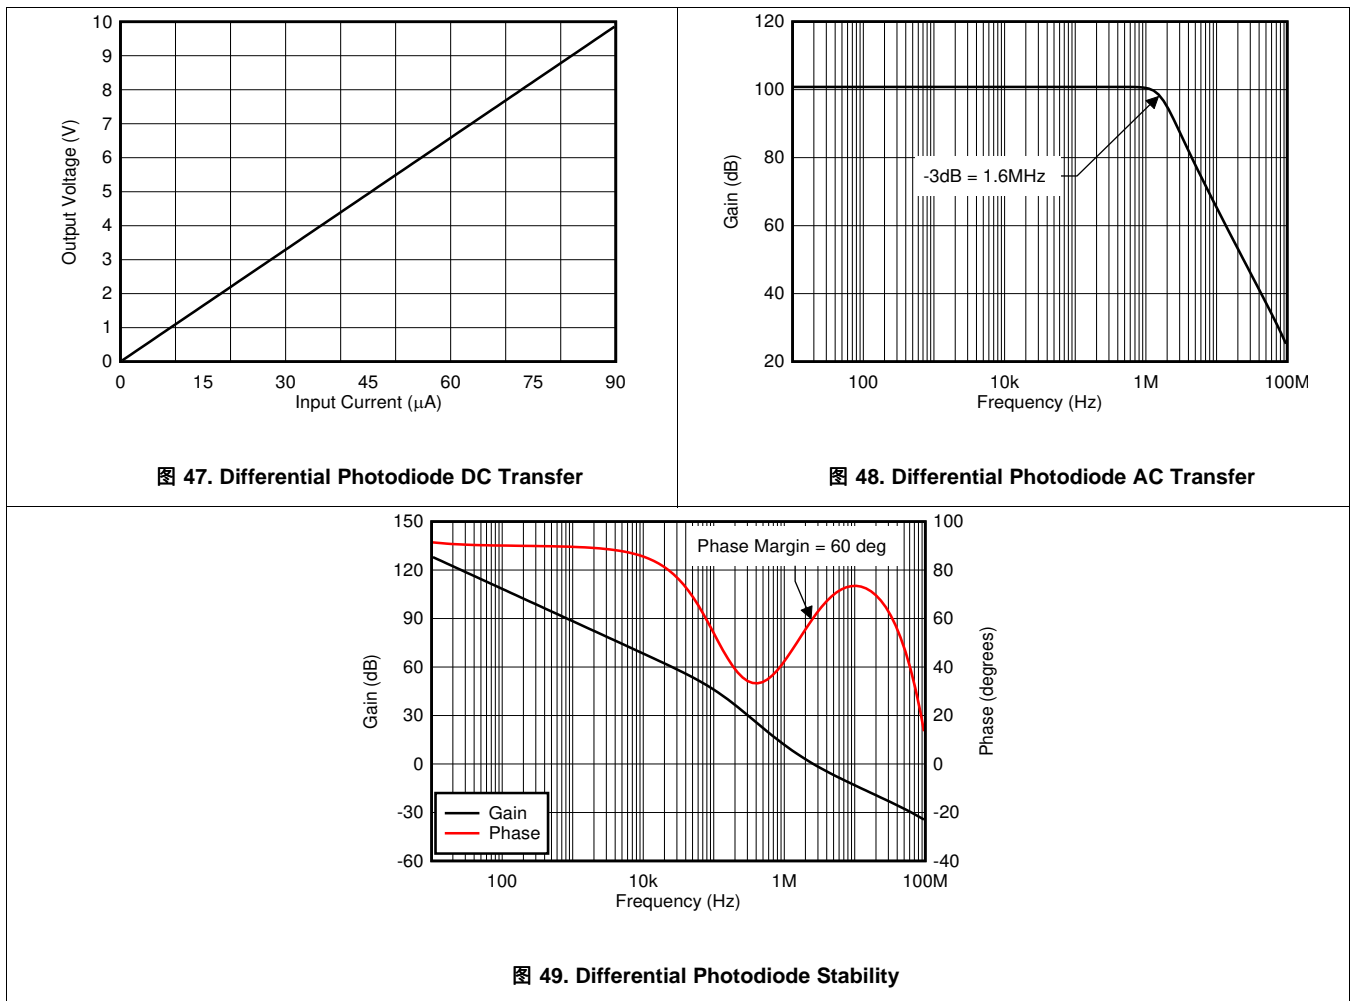 10
9
8
7
6
5
4
3
2
1
0
Output Voltage (V)
0 15 30 45 60 75 90
Input Current (μA)
图 47. Differential Photodiode DC Transfer
120
100
80
60
40
20
Gain (dB)
-3dB = 1.6MHz
100 10k 1M 100M
Frequency (Hz)
图 48. Differential Photodiode AC Transfer
150
120
90
60
30
0
-30
-60
Gain (dB)
Phase Margin = 60 deg
Gain
Phase
100
80
60
40
20
0
-20
-40
Phase (degrees)
100 10k 1M 100M
Frequency (Hz)
图 49. Differential Photodiode Stability